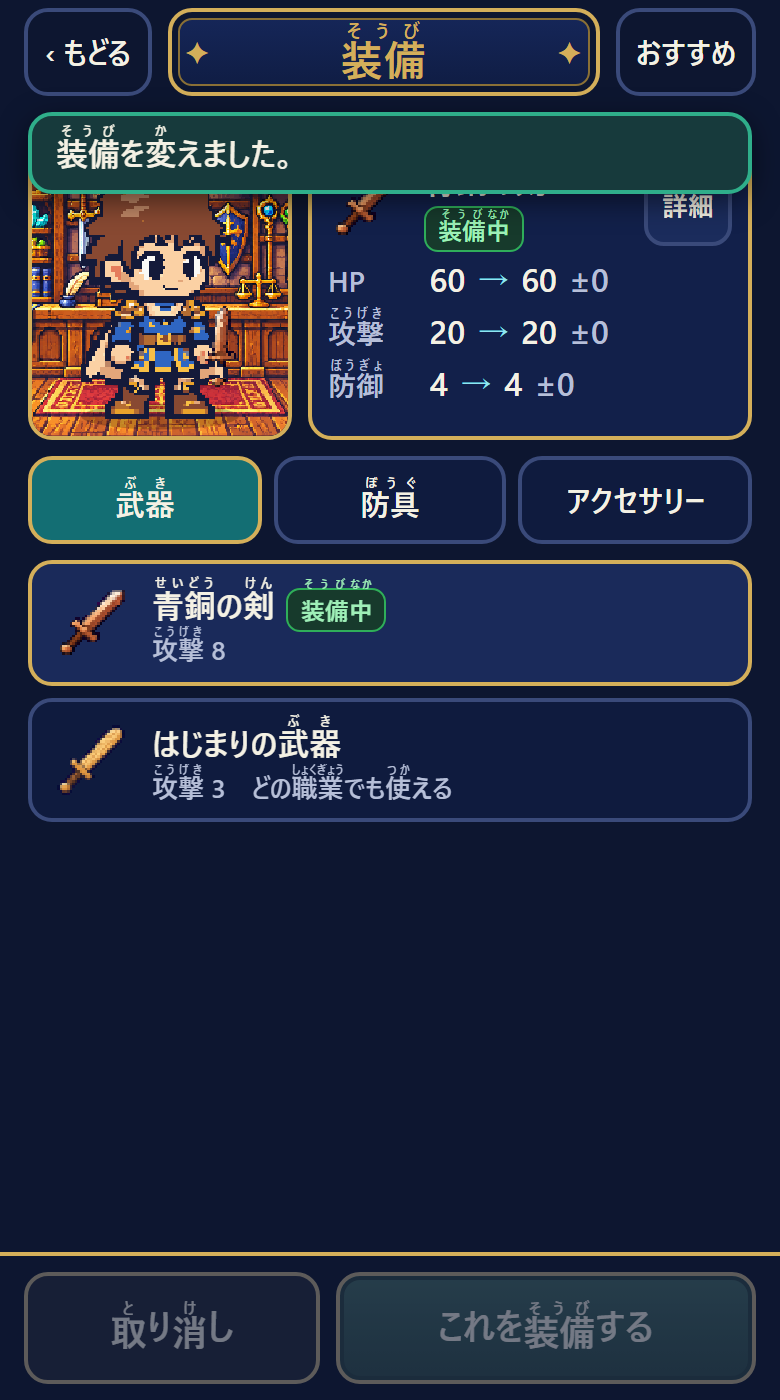 ‹ もどる
そうび
装備
おすすめ
そうび か
装備を変えました。
詳細
そうびなか
装備中
HP 60 → 60 ±0
こうげき
攻撃 20 → 20 ±0
ぼうぎょ
防御 4 → 4 ±0
ぶき
武器
ぼうぐ
防具
アクセサリー
せいどう けん そうびなか
青銅の剣 装備中
こうげき
攻撃 8
ぶき
はじまりの武器
こうげき しょくぎょう つか
攻撃 3 どの職業でも使える
と け
取り消し
そうび
これを装備する